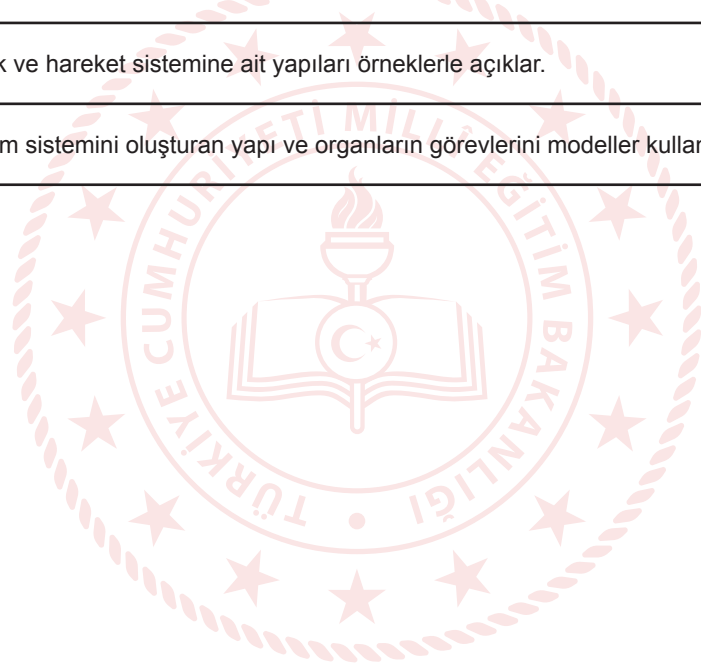 k ve hareket sistemine ait yapıları örneklerle açıklar.
m sistemini oluşturan yapı ve organların görevlerini modeller kullan
TÜRKİYE CUMHURİYETİ MİLLÎ EĞİTİM BAKANLIĞI